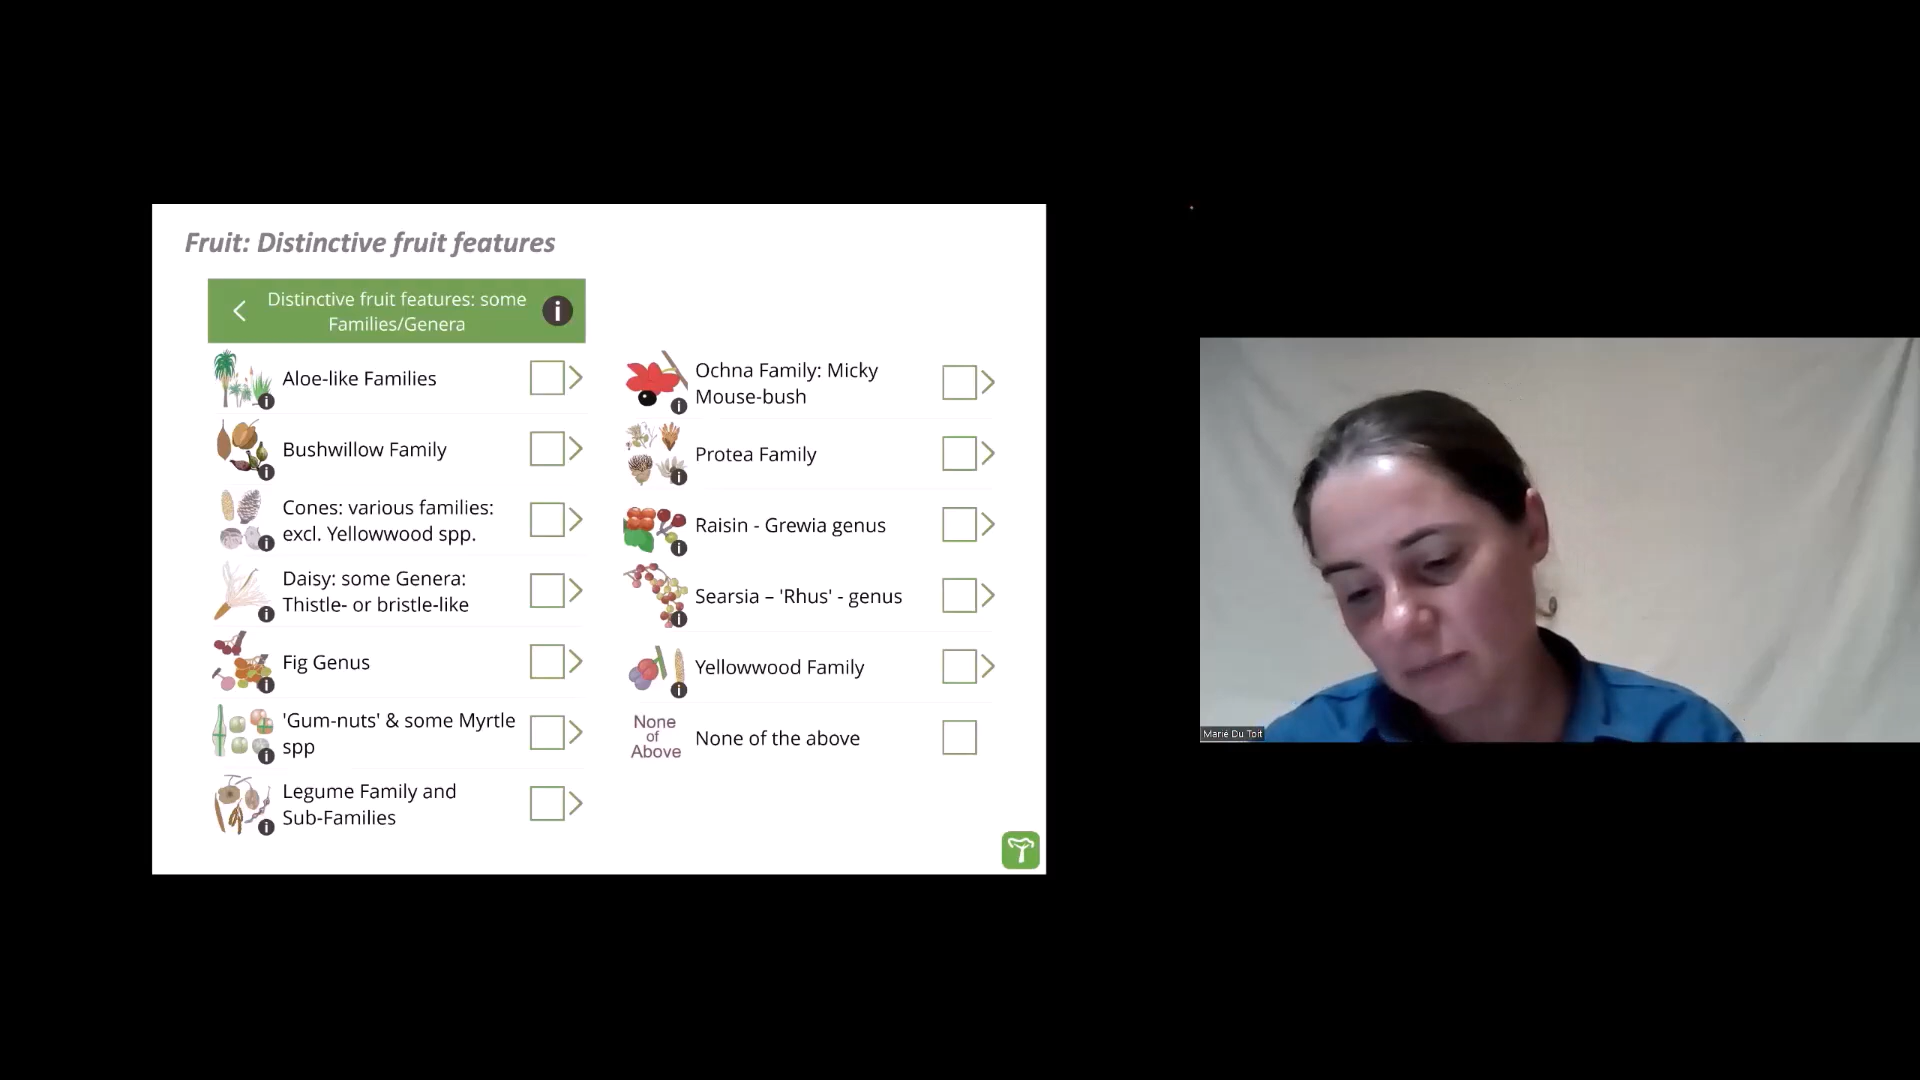 Fruit: Distinctive fruit features
Distinctive fruit features: some
Families/Genera
i
Aloe-like Families
Bushwillow Family
Cones: various families:
excl. Yellowwood spp.
Daisy: some Genera:
Thistle- or bristle-like
Fig Genus
'Gum-nuts' & some Myrtle
spp
Legume Family and
Sub-Families
Ochna Family: Micky
Mouse-bush
Protea Family
Raisin - Grewia genus
Searsia – 'Rhus' - genus
Yellowwood Family
None
of
Above
None of the above
Marié Du Toit